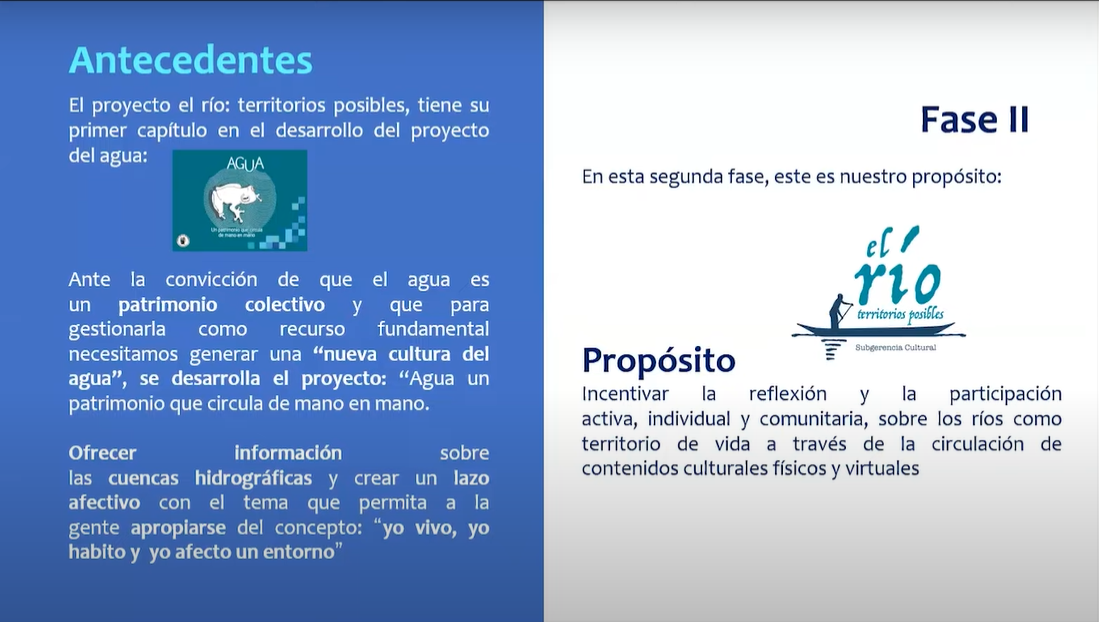 Antecedentes
El proyecto el río: territorios posibles, tiene su
primer capítulo en el desarrollo del proyecto
del agua:
AGUA
Un patrimonio que circula
de mano en mano
Ante la convicción de que el agua es
un patrimonio colectivo y que para
gestionarla como recurso fundamental
necesitamos generar una “nueva cultura del
agua”, se desarrolla el proyecto: “Agua un
patrimonio que circula de mano en mano.
Ofrecer información sobre
las cuencas hidrográficas y crear un lazo
afectivo con el tema que permita a la
gente apropiarse del concepto: “yo vivo, yo
habito y yo afecto un entorno”
Fase II
En esta segunda fase, este es nuestro propósito:
el
río
territorios posibles
Subgerencia Cultural
Propósito
Incentivar la reflexión y la participación
activa, individual y comunitaria, sobre los ríos como
territorio de vida a través de la circulación de
contenidos culturales físicos y virtuales